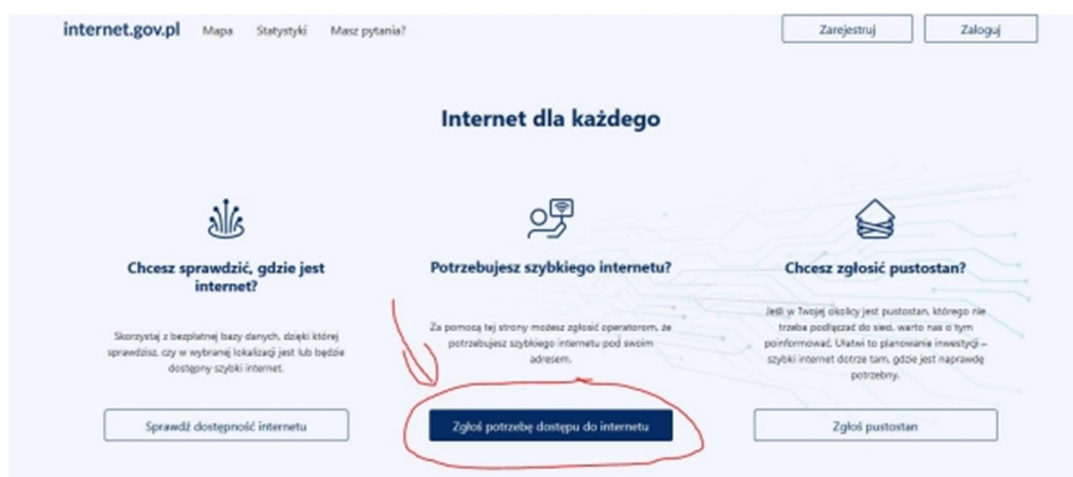 internet.gov.pl Mapa Statystyki Masz pytania? Zarejestruj Zaloguj
Internet dla każdego
Chcesz sprawdzić, gdzie jest
internet?
Skorzystaj z bezpłatnej bazy danych, dzięki której
sprawdzisz, czy w wybranej lokalizacji jest lub będzie
dostępny szybki internet.
Sprawdź dostępność internetu
Potrzebujesz szybkiego internetu?
Za pomocą tej strony możesz zgłosić operatorom, że
potrzebujesz szybkiego internetu pod swoim
adresem.
Zgłoś potrzebę dostępu do internetu
Chcesz zgłosić pustostan?
Jeśli w Twojej okolicy jest pustostan, którego nie
trzeba podłączać do sieci, warto nas o tym
poinformować. Ułatwi to planowanie inwestycji –
szybki internet dotrze tam, gdzie jest naprawdę
potrzebny.
Zgłoś pustostan